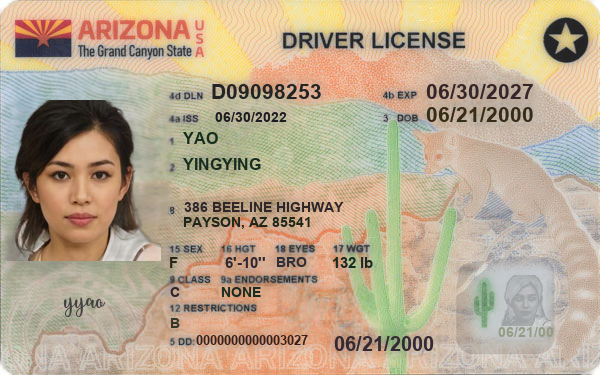 ARIZONA USA
The Grand Canyon State
DRIVER LICENSE
4d DLN D09098253
4b EXP 06/30/2027
4a ISS 06/30/2022
3 DOB 06/21/2000
1 YAO
2 YINGYING
8 386 BEELINE HIGHWAY
PAYSON, AZ 85541
15 SEX 16 HGT 18 EYES 17 WGT
F 6'-10" BRO 132 lb
9 CLASS 9a ENDORSEMENTS
C NONE
12 RESTRICTIONS
B
5 DD: 0000000000003027
06/21/2000
yyao
06/21/00
ARIZONA ARIZONA ARIZONA